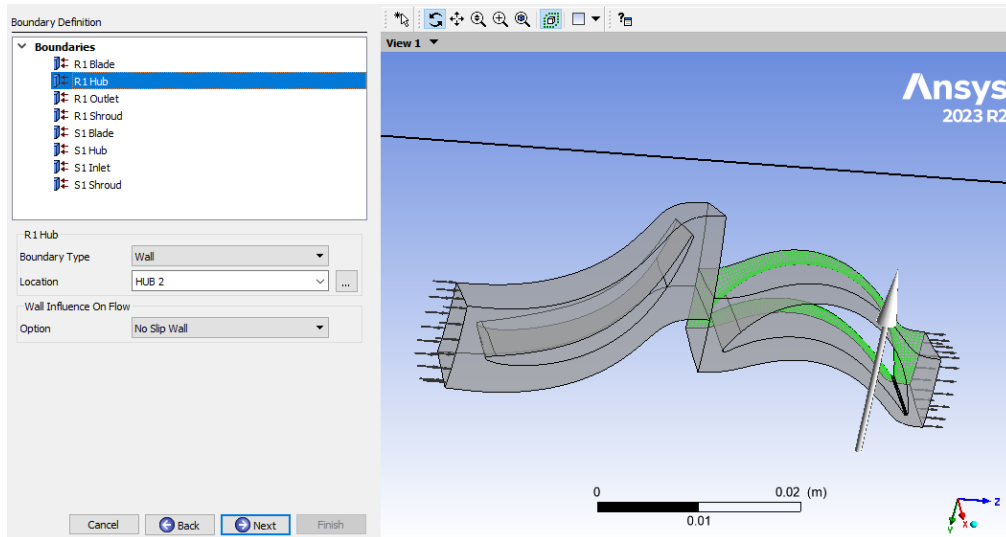 Boundary Definition
Boundaries
R1 Blade
R1 Hub
R1 Outlet
R1 Shroud
S1 Blade
S1 Hub
S1 Inlet
S1 Shroud
R1 Hub
Boundary Type Wall
Location HUB 2 ...
Wall Influence On Flow
Option No Slip Wall
Cancel Back Next Finish
View 1
Ansys
2023 R2
0 0.02 (m)
0.01
Z
Y X